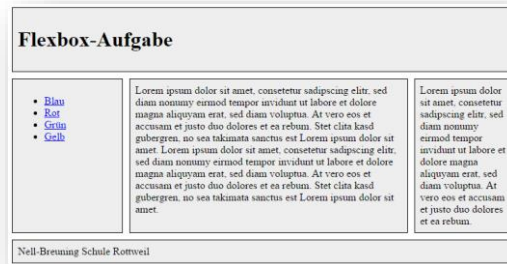 Flexbox-Aufgabe
Blau
Rot
Grün
Gelb
Lorem ipsum dolor sit amet, consetetur sadipscing elitr, sed
diam nonumy eirmod tempor invidunt ut labore et dolore
magna aliquyam erat, sed diam voluptua. At vero eos et
accusam et justo duo dolores et ea rebum. Stet clita kasd
gubergren, no sea takimata sanctus est Lorem ipsum dolor sit
amet. Lorem ipsum dolor sit amet, consetetur sadipscing elitr,
sed diam nonumy eirmod tempor invidunt ut labore et dolore
magna aliquyam erat, sed diam voluptua. At vero eos et
accusam et justo duo dolores et ea rebum. Stet clita kasd
gubergren, no sea takimata sanctus est Lorem ipsum dolor sit
amet.
Lorem ipsum dolor
sit amet, consetetur
sadipscing elitr, sed
diam nonumy
eirmod tempor
invidunt ut labore et
dolore magna
aliquyam erat, sed
diam voluptua. At
vero eos et accusam
et justo duo dolores
et ea rebum.
Nell-Breuning Schule Rottweil